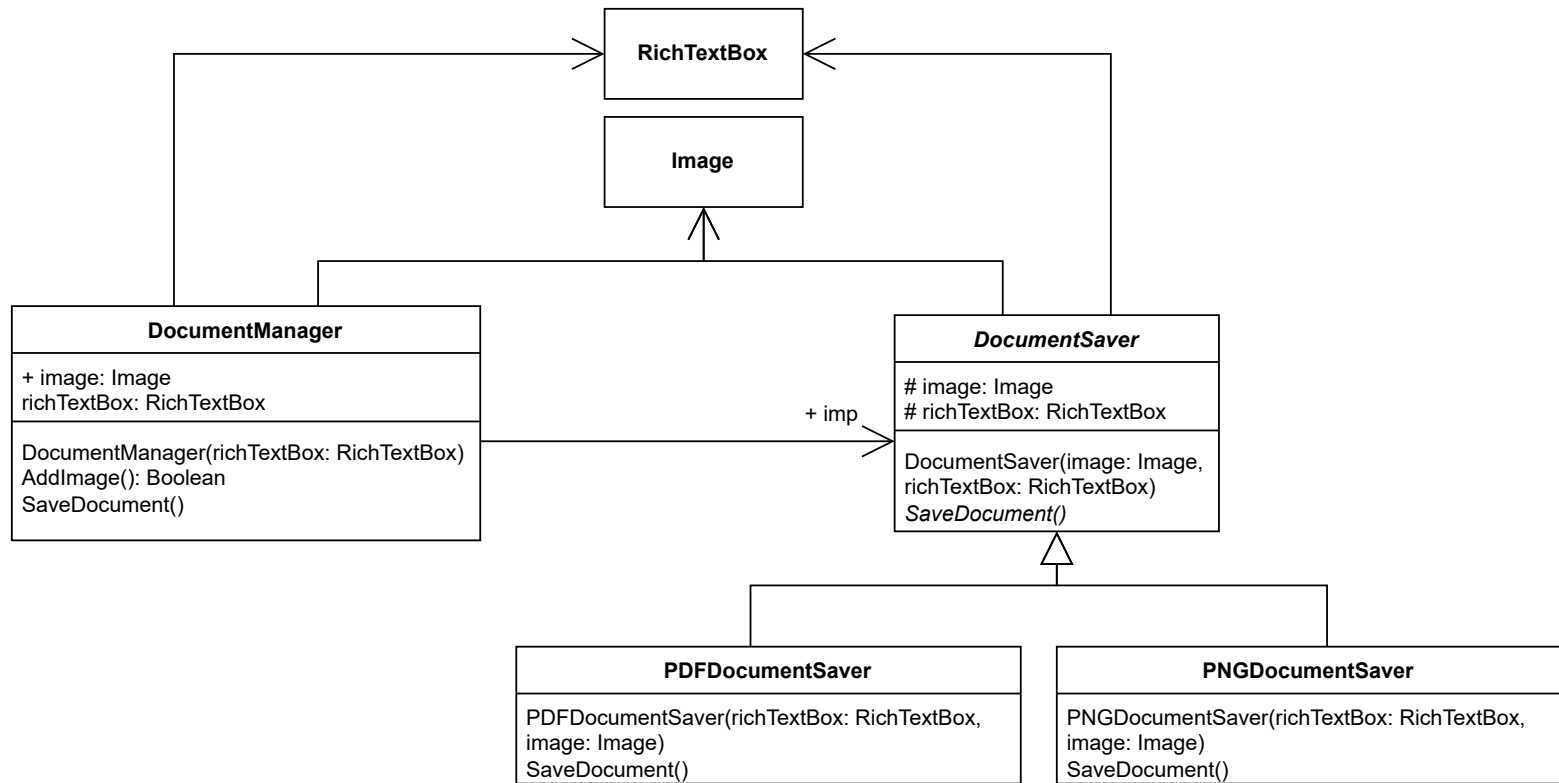 RichTextBox
Image
DocumentManager
+ image: Image
richTextBox: RichTextBox
DocumentManager(richTextBox: RichTextBox)
AddImage(): Boolean
SaveDocument()
+ imp
DocumentSaver
# image: Image
# richTextBox: RichTextBox
DocumentSaver(image: Image,
richTextBox: RichTextBox)
SaveDocument()
PDFDocumentSaver
PDFDocumentSaver(richTextBox: RichTextBox,
image: Image)
SaveDocument()
PNGDocumentSaver
PNGDocumentSaver(richTextBox: RichTextBox,
image: Image)
SaveDocument()